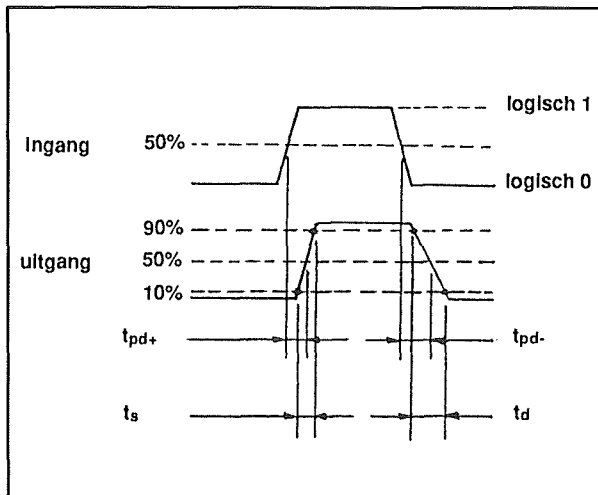 logisch 1
Ingang 50%
logisch 0
90%
uitgang 50%
10%
tpd+ tpd-
ts td